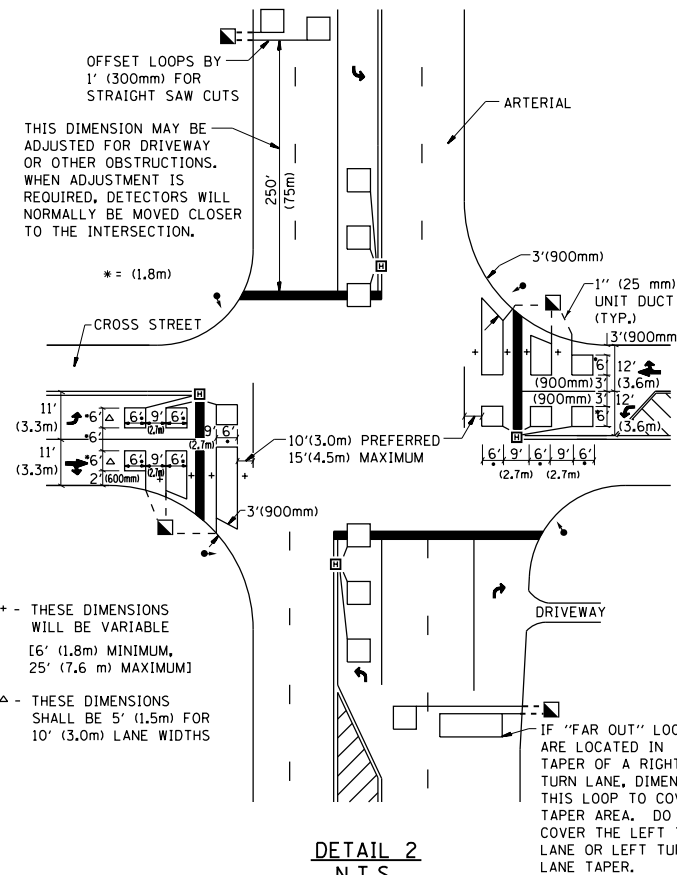 OFFSET LOOPS BY
1' (300mm) FOR
STRAIGHT SAW CUTS
ARTERIAL
THIS DIMENSION MAY BE
ADJUSTED FOR DRIVEWAY
OR OTHER OBSTRUCTIONS.
WHEN ADJUSTMENT IS
REQUIRED, DETECTORS WILL
NORMALLY BE MOVED CLOSER
TO THE INTERSECTION.
250'
(75m)
* = (1.8m)
H
3'(900mm)
1'' (25 mm)
UNIT DUCT
(TYP.)
CROSS STREET
3'(900mm
+ + + +
6' 12'
(3.6m)
(900mm) 3'
(900mm) 3' 12'
6'
(3.6m)
H
6' 9' 6' 9' 6'
(2.7m) (2.7m)
H
11'
(3.3m)
*6' △ 6' 9' 6'
(2.7m)
*6'
9' 6'
(2.7m)
11'
(3.3m)
*6' △ 6' 9' 6'
(2.7m)
2' (600mm)
+ + + +
10'(3.0m) PREFERRED
15'(4.5m) MAXIMUM
3'(900mm)
H
+ - THESE DIMENSIONS
WILL BE VARIABLE
[6' (1.8m) MINIMUM,
25' (7.6 m) MAXIMUM]
DRIVEWAY
△ - THESE DIMENSIONS
SHALL BE 5' (1.5m) FOR
10' (3.0m) LANE WIDTHS
IF "FAR OUT" LOO
ARE LOCATED IN
TAPER OF A RIGHT
TURN LANE, DIMEN
THIS LOOP TO COV
TAPER AREA. DO
COVER THE LEFT T
LANE OR LEFT TU
LANE TAPER.
DETAIL 2
N.T.S.